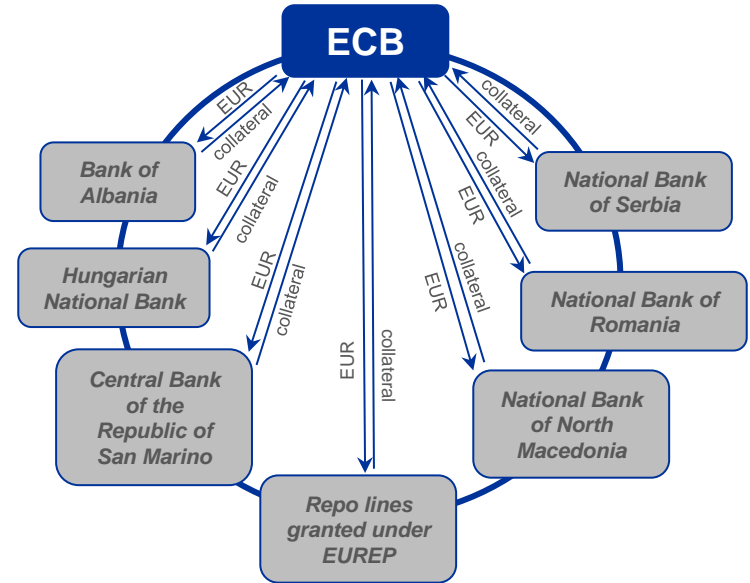 ECB
EUR
collateral
EUR
collateral
EUR
collateral
EUR
collateral
EUR
collateral
EUR
collateral
EUR
collateral
Bank of
Albania
Hungarian
National Bank
Central Bank
of the
Republic of
San Marino
Repo lines
granted under
EUREP
National Bank
of North
Macedonia
National Bank of
Romania
National Bank
of Serbia